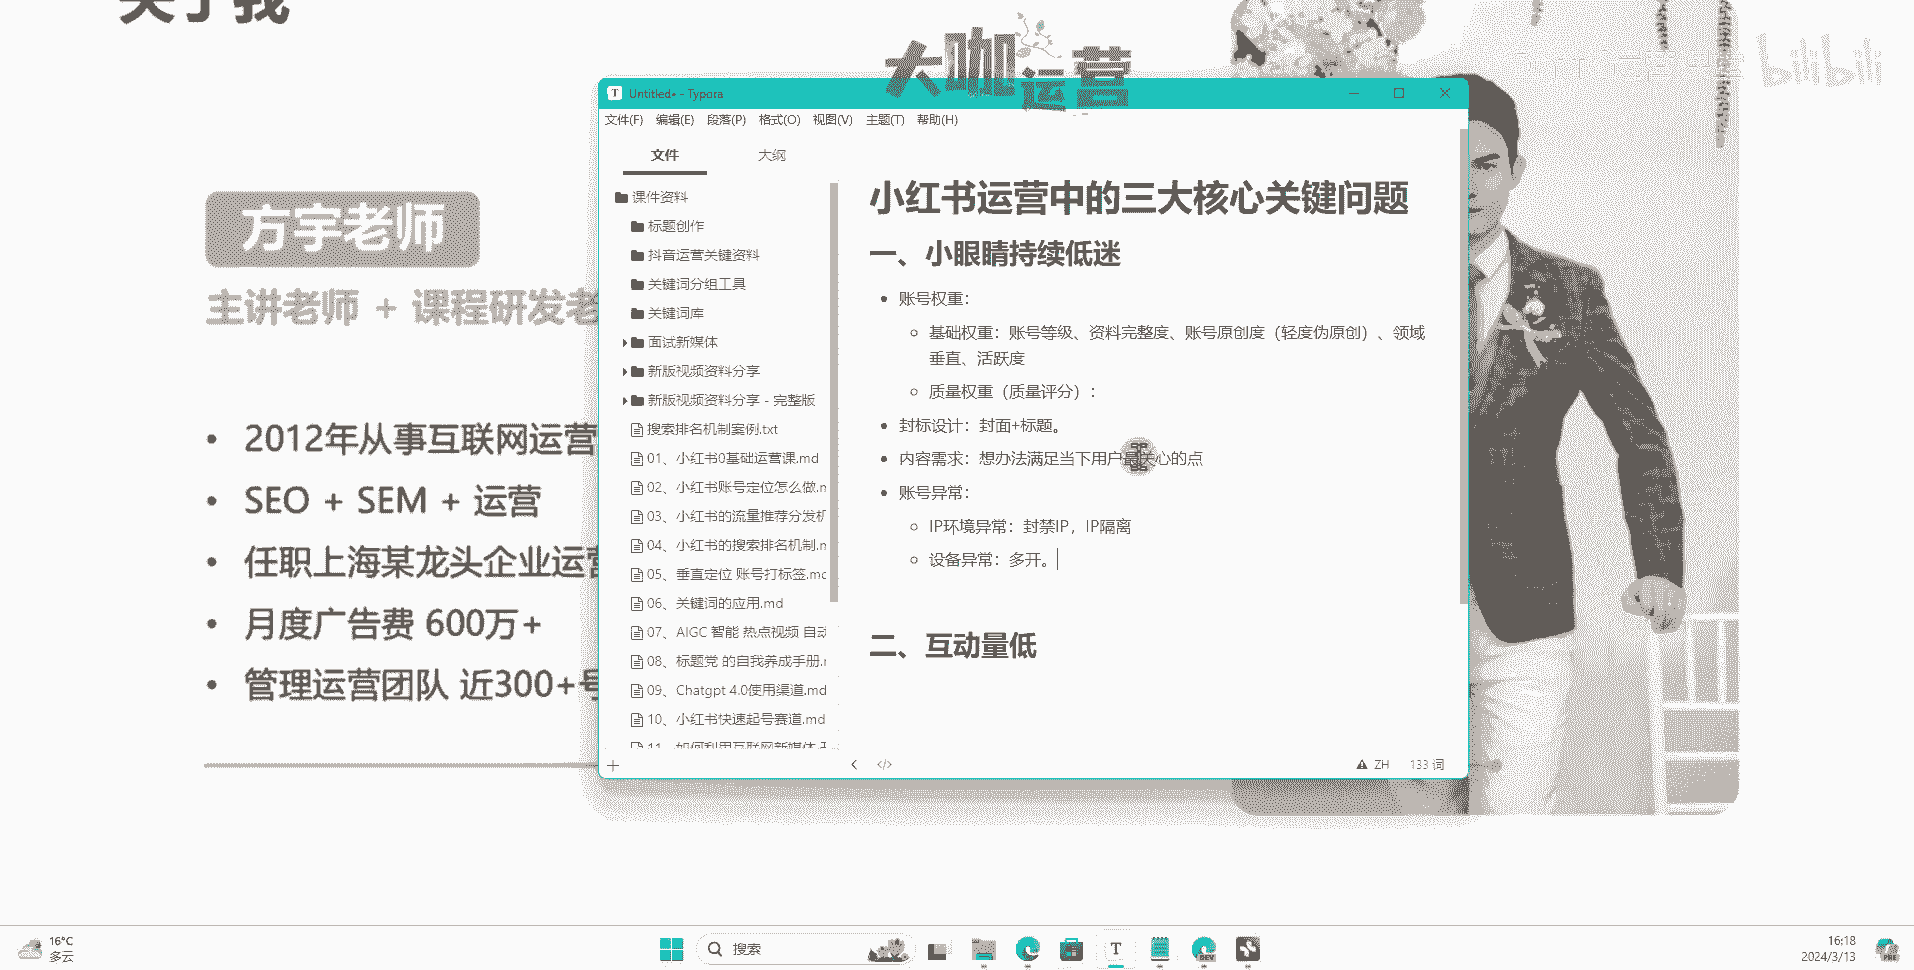 关于我
大咖运营
bilibili
方宇老师
主讲老师 + 课程研发老
2012年从事互联网运营
SEO + SEM + 运营
任职上海某龙头企业运营
月度广告费 600万+
管理运营团队 近300+号
Untitled• - Typora
文件(F) 编辑(E) 段落(P) 格式(O) 视图(V) 主题(T) 帮助(H)
文件 大纲
课件资料
标题创作
抖音运营关键资料
关键词分组工具
关键词库
面试新媒体
新版视频资料分享
新版视频资料分享 - 完整版
搜索排名机制案例.txt
01、小红书0基础运营课.md
02、小红书账号定位怎么做.m
03、小红书的流量推荐分发机
04、小红书的搜索排名机制.m
05、垂直定位 账号打标签.md
06、关键词的应用.md
07、AIGC 智能 热点视频 自动
08、标题党 的自我养成手册.m
09、Chatgpt 4.0使用渠道.md
10、小红书快速起号赛道.md
11、如何利用互联网新媒体
小红书运营中的三大核心关键问题
一、小眼睛持续低迷
账号权重：
基础权重：账号等级、资料完整度、账号原创度（轻度伪原创）、领域
垂直、活跃度
质量权重（质量评分）：
封标设计：封面+标题。
内容需求：想办法满足当下用户最关心的点
账号异常：
IP环境异常：封禁IP，IP隔离
设备异常：多开。
二、互动量低
</> ZH 133 词
16°C
多云
搜索
T
DEV
16:18
2024/3/13
PRE